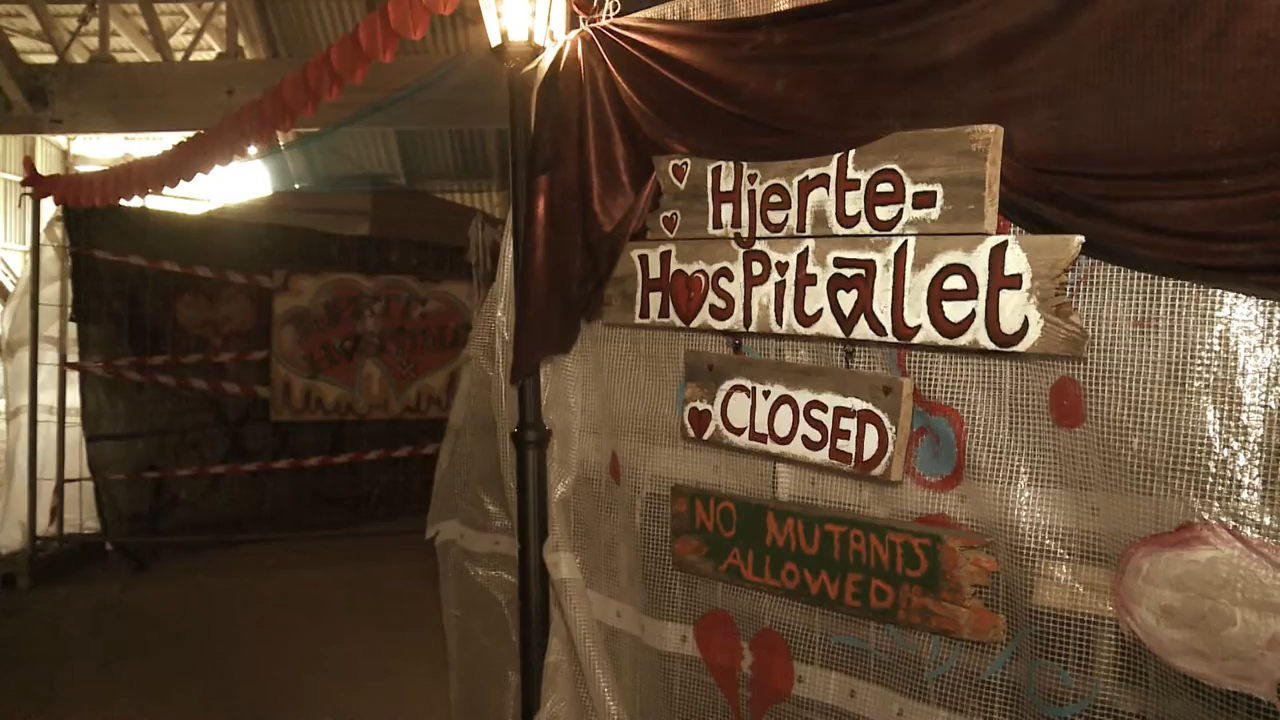 Hjerte-
Hospitalet
CLOSED
NO MUTANTS
ALLOWED!!!